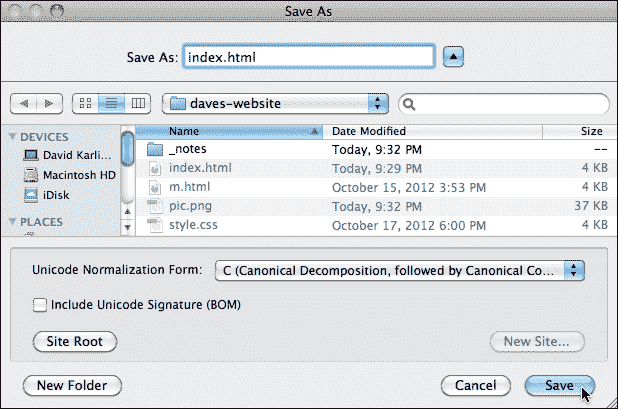 Save As
Save As: index.html
daves-website
DEVICES
David Karli...
Macintosh HD
iDisk
PLACES
Name Date Modified Size
_notes Today, 9:32 PM --
index.html Today, 9:29 PM 4 KB
m.html October 15, 2012 3:53 PM 4 KB
pic.png Today, 9:32 PM 37 KB
style.css October 17, 2012 6:00 PM 4 KB
Unicode Normalization Form: C (Canonical Decomposition, followed by Canonical Co...
Include Unicode Signature (BOM)
Site Root New Site...
New Folder Cancel Save